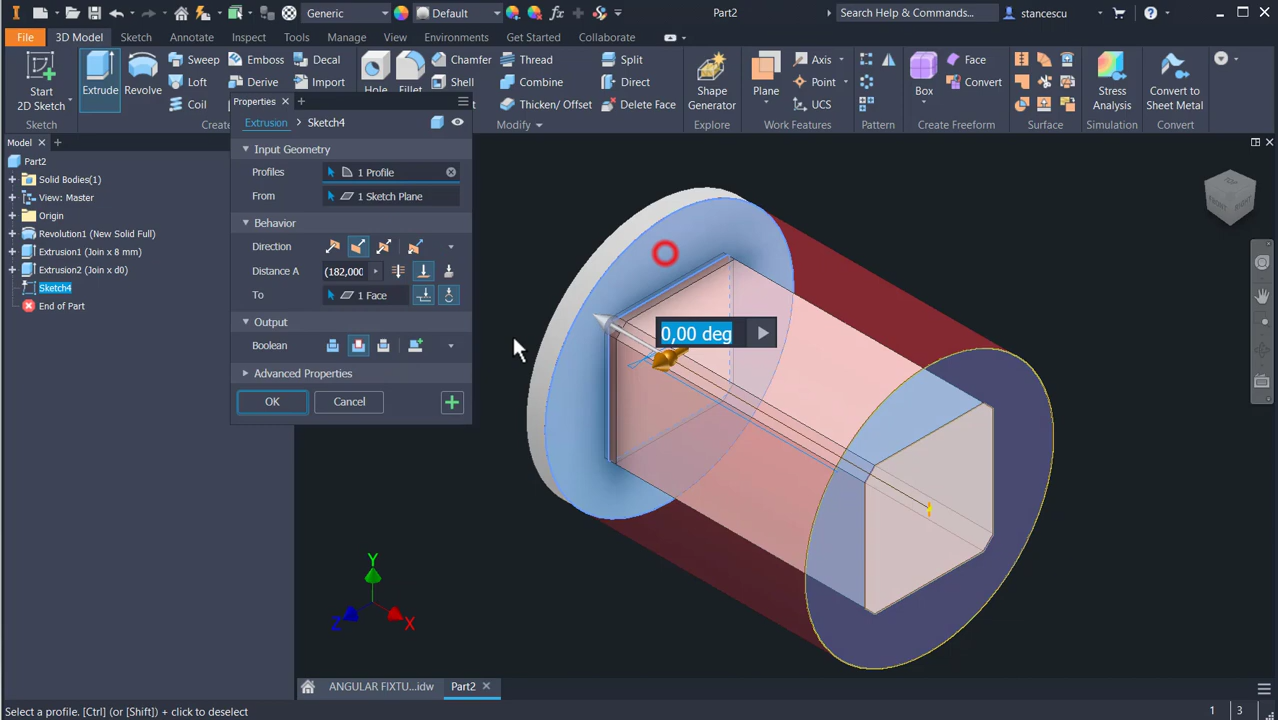 Generic
Default
fx
Part2
Search Help & Commands...
stancescu
File
3D Model
Sketch
Annotate
Inspect
Tools
Manage
View
Environments
Get Started
Collaborate
Start
2D Sketch
Extrude
Revolve
Sweep
Loft
Coil
Emboss
Derive
Decal
Import
Hole
Fillet
Chamfer
Shell
Thread
Combine
Thicken/ Offset
Split
Direct
Delete Face
Shape
Generator
Plane
Axis
Point
UCS
Box
Face
Convert
Stress
Analysis
Convert to
Sheet Metal
Sketch
Modify
Explore
Work Features
Pattern
Create Freeform
Surface
Simulation
Convert
Model
Part2
Solid Bodies(1)
View: Master
Origin
Revolution1 (New Solid Full)
Extrusion1 (Join x 8 mm)
Extrusion2 (Join x d0)
Sketch4
End of Part
Properties
Extrusion > Sketch4
Input Geometry
Profiles 1 Profile
From 1 Sketch Plane
Behavior
Direction
Distance A (182,000
To 1 Face
Output
Boolean
Advanced Properties
OK Cancel
0,00 deg
FRONT
RIGHT
Y
Z
X
ANGULAR FIXTU...idw
Part2
Select a profile. [Ctrl] (or [Shift]) + click to deselect
1 3